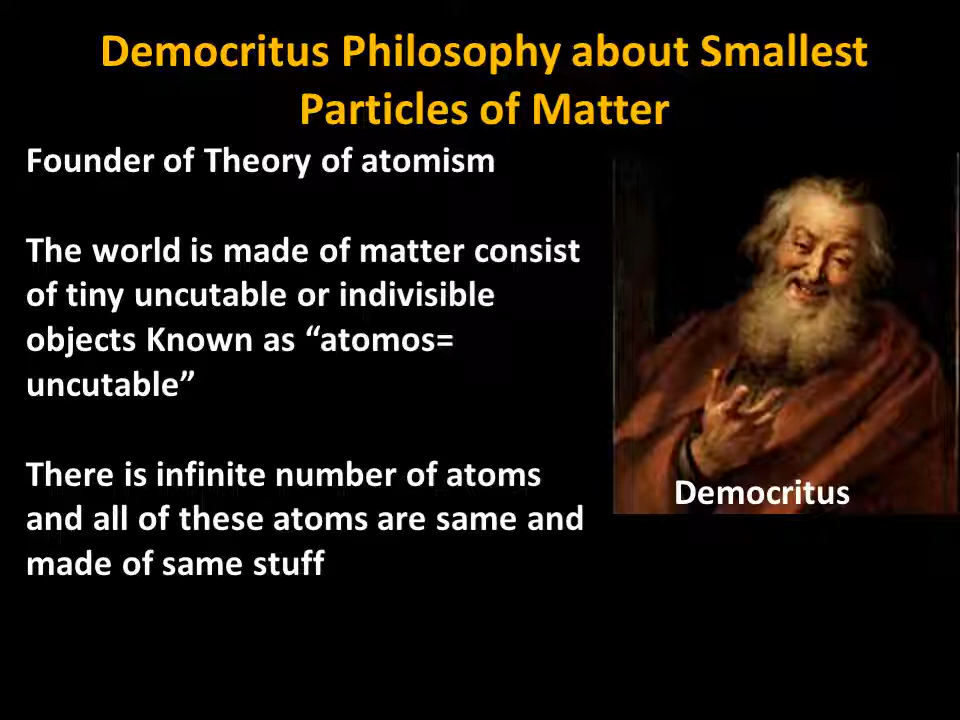 Democritus Philosophy about Smallest
Particles of Matter
Founder of Theory of atomism
The world is made of matter consist
of tiny uncutable or indivisible
objects Known as “atomos=
uncutable”
There is infinite number of atoms
and all of these atoms are same and
made of same stuff
Democritus